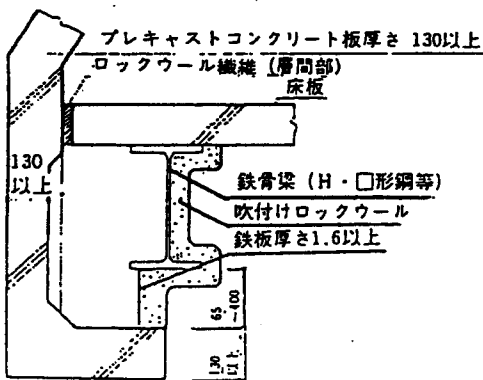 プレキャストコンクリート板厚さ 130以上
ロックウール繊維 (層間部)
床板
130
以上
鉄骨梁 (H・□形鋼等)
吹付けロックウール
鉄板厚さ1.6以上
65
~400
130
以上